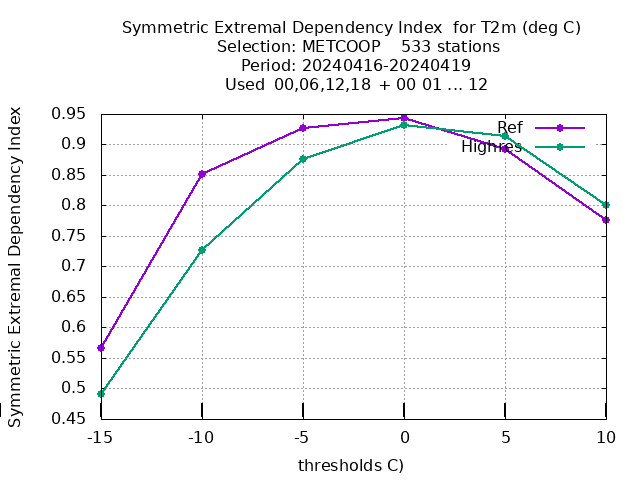 Symmetric Extremal Dependency Index  for T2m (deg C)
Selection: METCOOP    533 stations
Period: 20240416-20240419
Used  00,06,12,18 + 00 01 ... 12
Symmetric Extremal Dependency Index
0.95
0.9
0.85
0.8
0.75
0.7
0.65
0.6
0.55
0.5
0.45
Ref
Highres
-15 -10 -5 0 5 10
thresholds C)